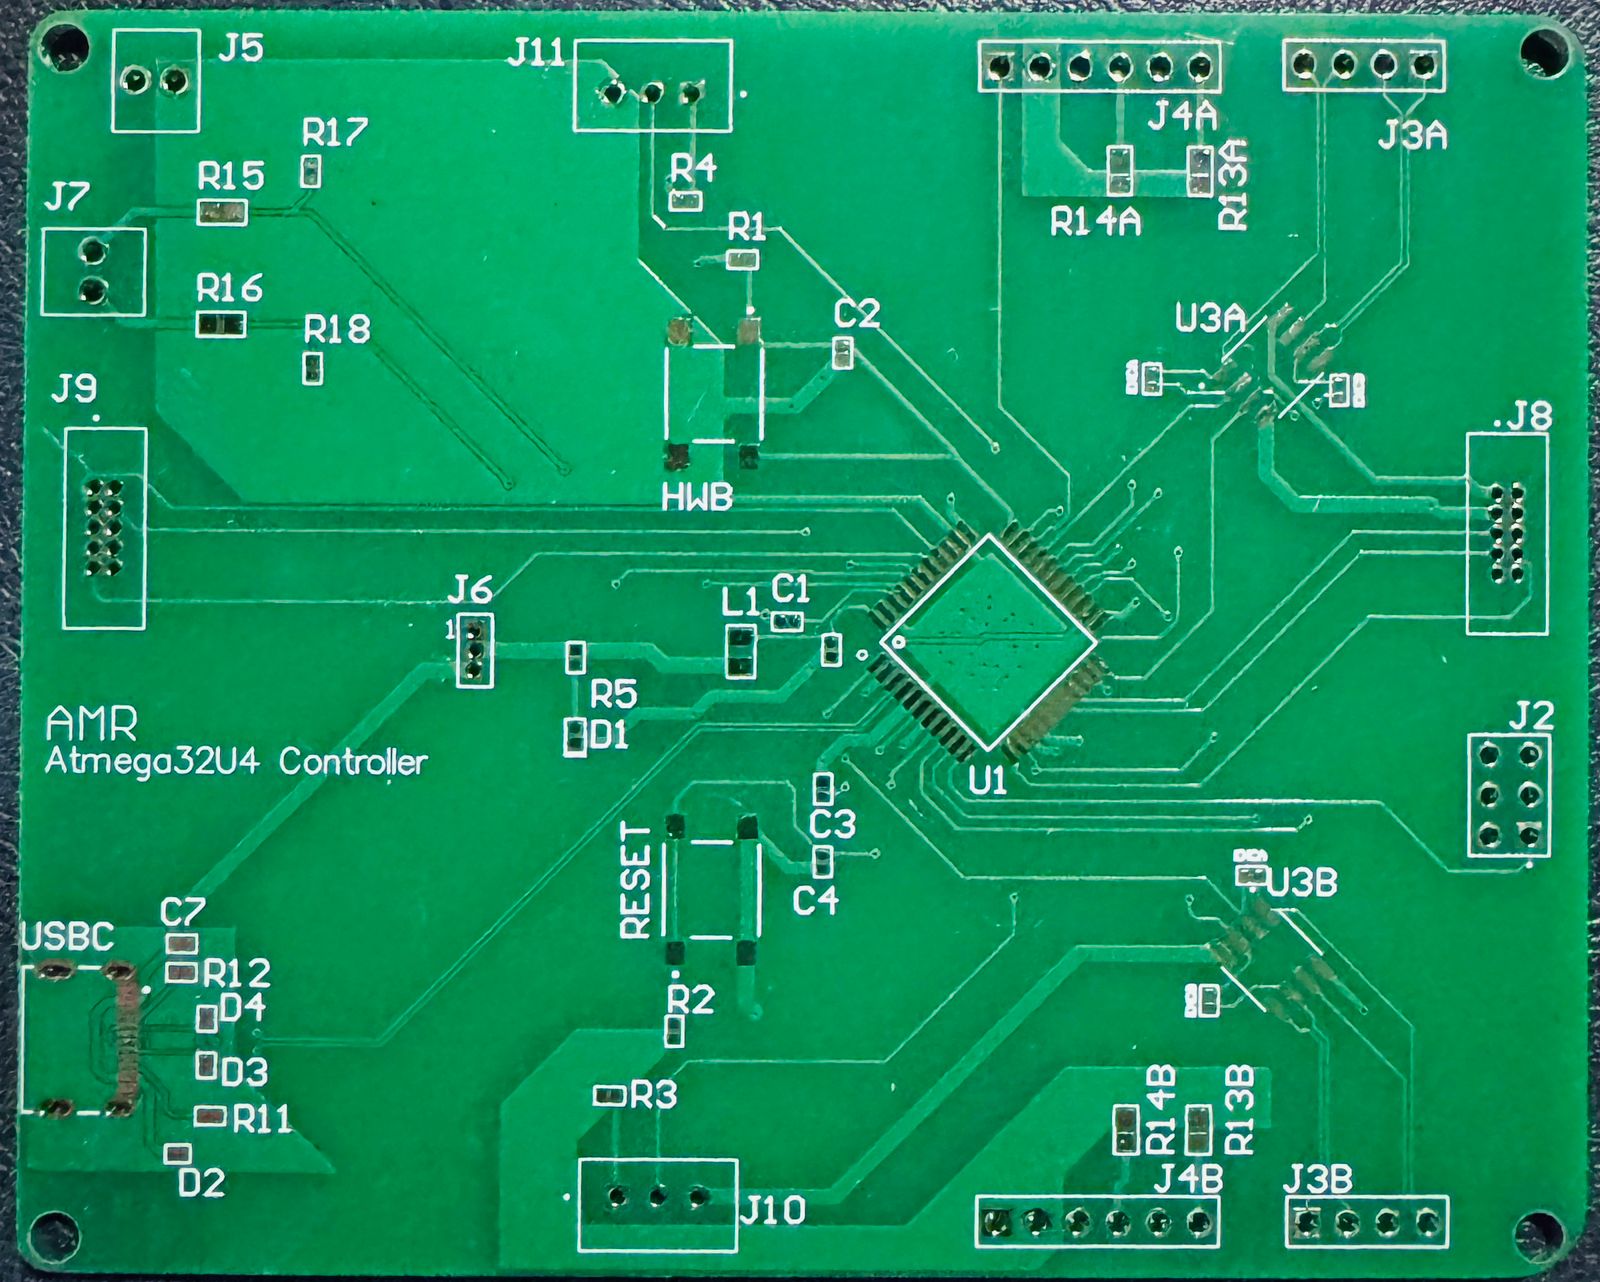 J5
J11
J4A
J3A
R17
R4
R13A
R15
J7
R14A
R1
R16
R18
C2
U3A
J9
J8
HWB
J6
1
L1
C1
R5
D1
AMR
Atmega32U4 Controller
J2
U1
C3
RESET
C4
U3B
C7
USBC
R12
D4
R2
D3
R3
R11
R14B
R13B
D2
J4B
J3B
J10